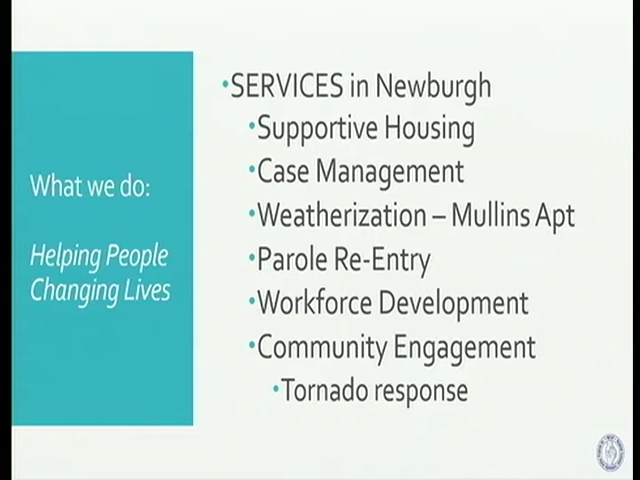 What we do:
Helping People
Changing Lives
•SERVICES in Newburgh
•Supportive Housing
•Case Management
•Weatherization – Mullins Apt
•Parole Re-Entry
•Workforce Development
•Community Engagement
•Tornado response